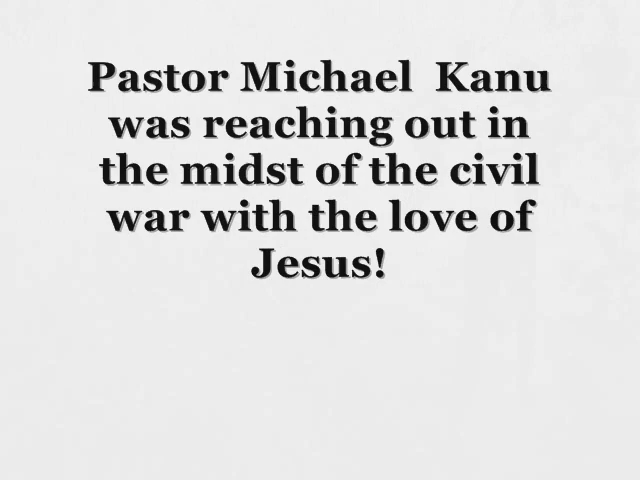 Pastor Michael  Kanu
was reaching out in
the midst of the civil
war with the love of
Jesus!